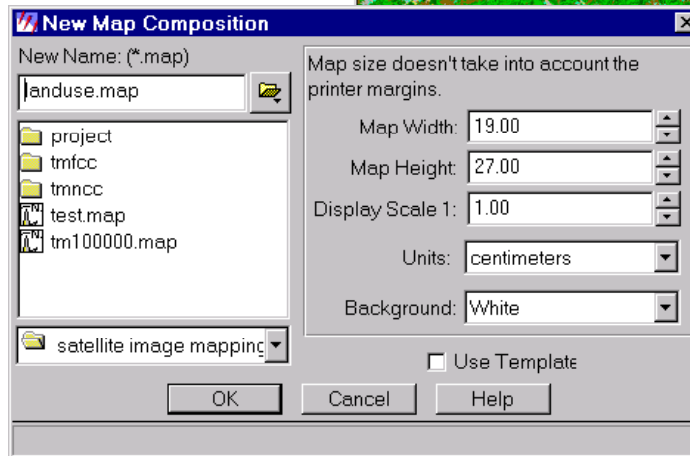 New Map Composition
New Name: (*.map)
landuse.map
project
tmfcc
tmncc
test.map
tm100000.map
satellite image mapping
Map size doesn't take into account the
printer margins.
Map Width: 19.00
Map Height: 27.00
Display Scale 1: 1.00
Units: centimeters
Background: White
Use Template
OK Cancel Help